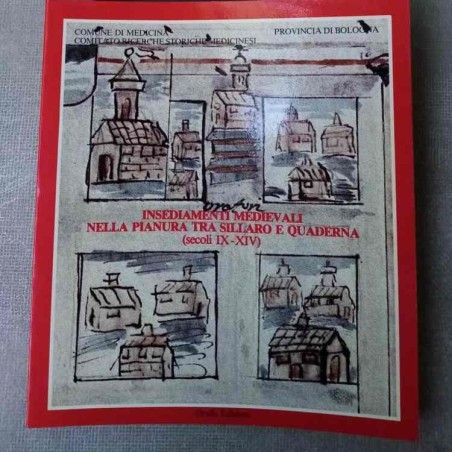 COMUNE DI MEDICINA
COMITATO RICERCHE STORICHE MEDICINESI
PROVINCIA DI BOLOGNA
INSEDIAMENTI MEDIEVALI
NELLA PIANURA TRA SILLARO E QUADERNA
(secoli IX-XIV)